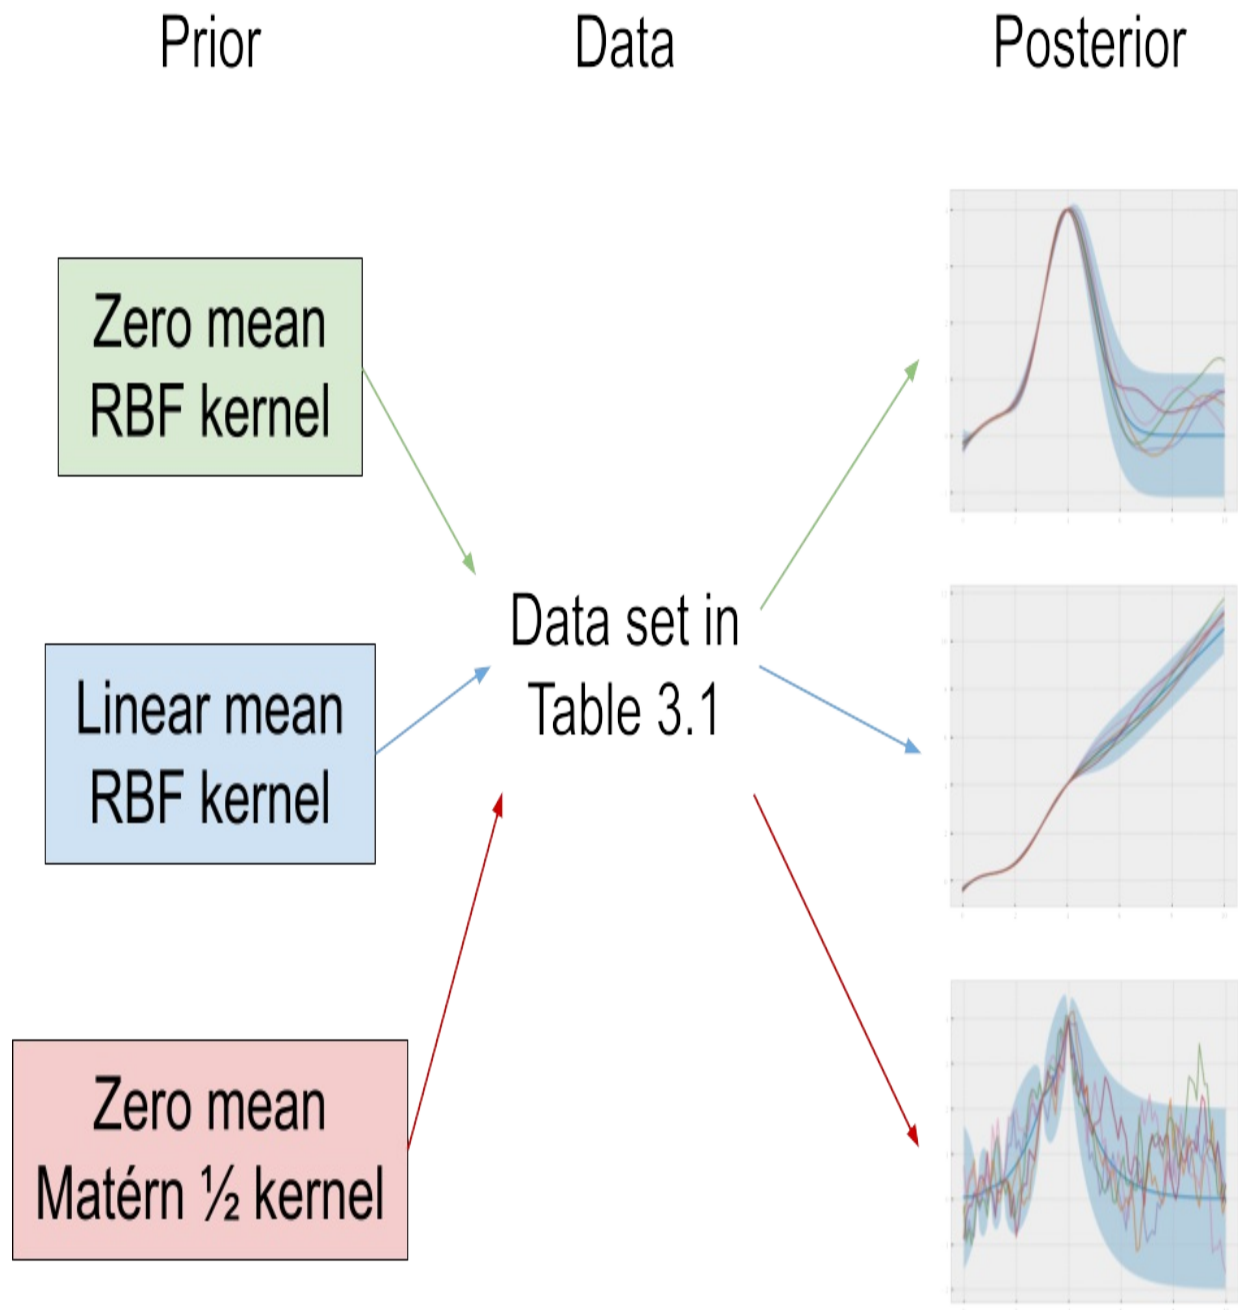 Prior
Data
Posterior
Zero mean
RBF kernel
Data set in
Table 3.1
Linear mean
RBF kernel
Zero mean
Matérn ½ kernel